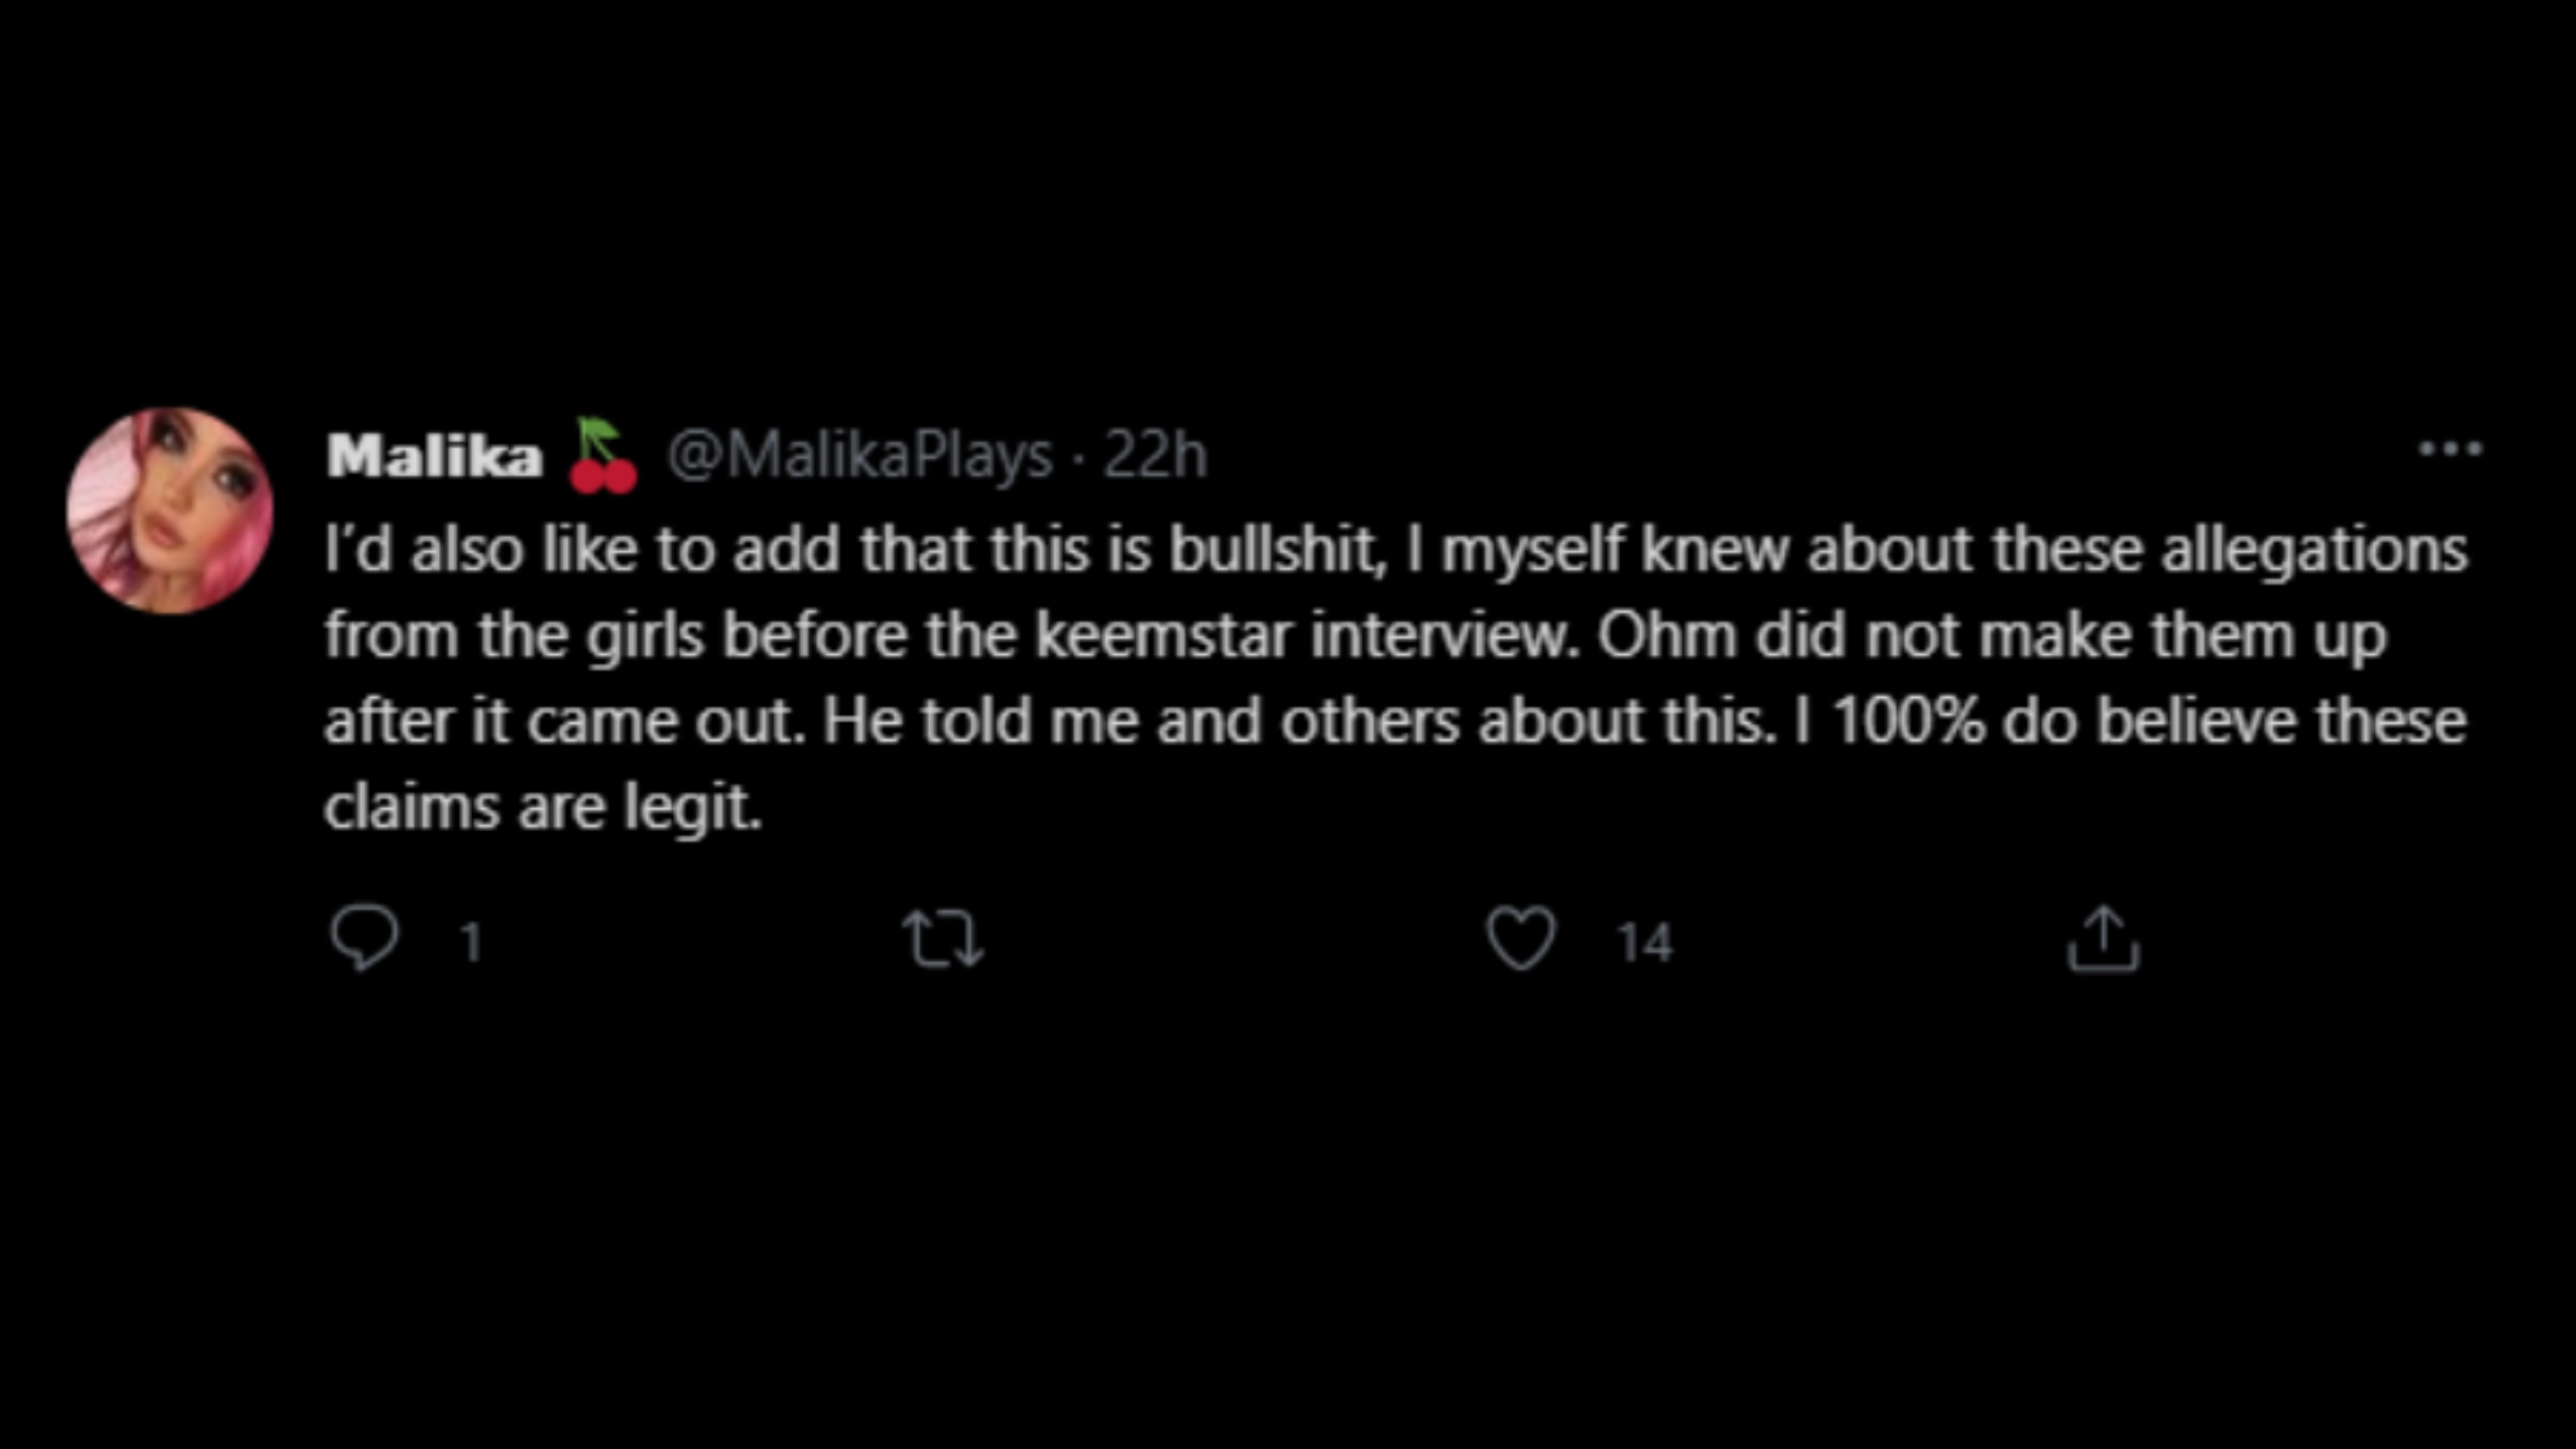 Malika 🍒 @MalikaPlays · 22h
I'd also like to add that this is bullshit, I myself knew about these allegations
from the girls before the keemstar interview. Ohm did not make them up
after it came out. He told me and others about this. I 100% do believe these
claims are legit.
1 14